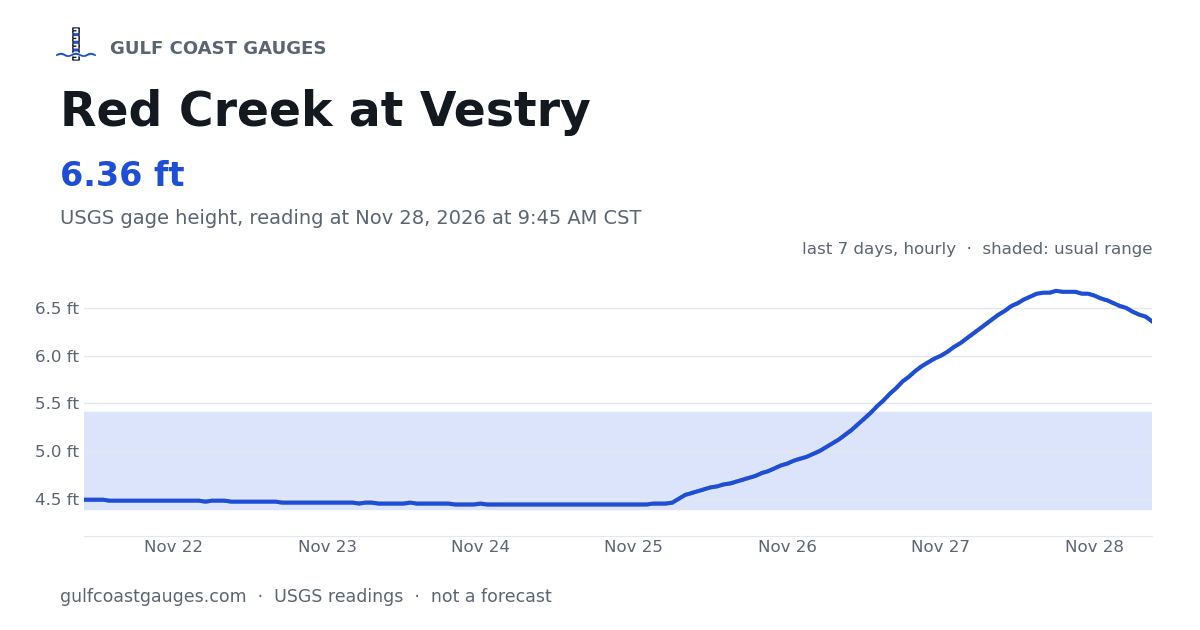 GULF COAST GAUGES
Red Creek at Vestry
6.36 ft
USGS gage height, reading at Nov 28, 2026 at 9:45 AM CST
last 7 days, hourly · shaded: usual range
6.5 ft
6.0 ft
5.5 ft
5.0 ft
4.5 ft
Nov 22 Nov 23 Nov 24 Nov 25 Nov 26 Nov 27 Nov 28
gulfcoastgauges.com · USGS readings · not a forecast